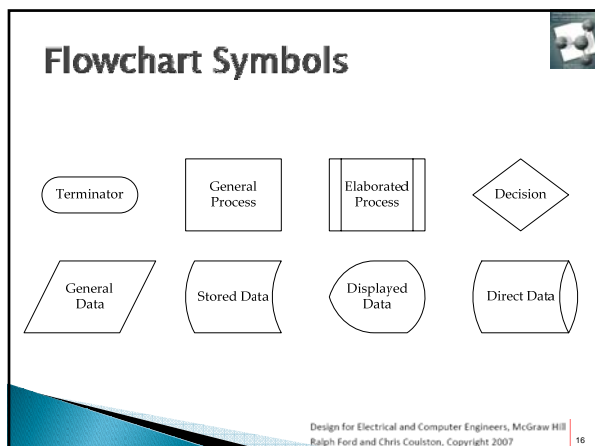 Flowchart Symbols
Terminator
General
Process
Elaborated
Process
Decision
General
Data
Stored Data
Displayed
Data
Direct Data
Design for Electrical and Computer Engineers, McGraw Hill
Ralph Ford and Chris Coulston, Copyright 2007
16